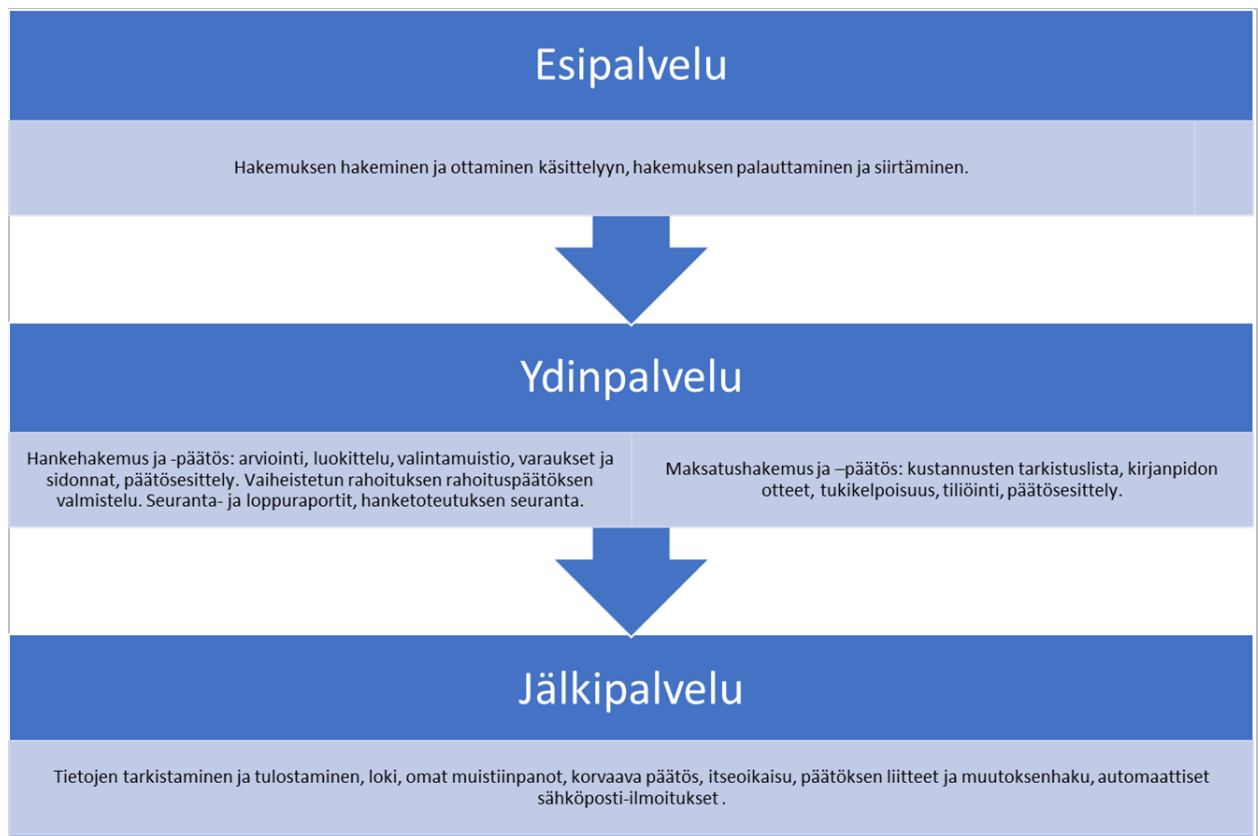 Esipalvelu
Hakemuksen hakeminen ja ottaminen käsittelyyn, hakemuksen palauttaminen ja siirtäminen.
Ydinpalvelu
Hankehakemus ja -päätös: arviointi, luokittelu, valintamuistio, varaukset ja
sidonnat, päätösesittely. Vaiheistetun rahoituksen rahoituspäätöksen
valmistelu. Seuranta- ja loppuraportit, hanketoteutuksen seuranta.
Maksatushakemus ja –päätös: kustannusten tarkistuslista, kirjanpidon
otteet, tukikelpoisuus, tiliöinti, päätösesittely.
Jälkipalvelu
Tietojen tarkistaminen ja tulostaminen, loki, omat muistiinpanot, korvaava päätös, itseoikaisu, päätöksen liitteet ja muutoksenhaku, automaattiset
sähköposti-ilmoitukset.